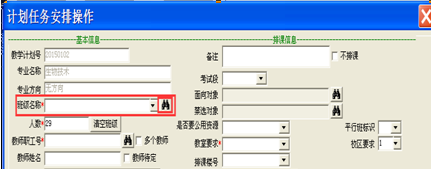 计划任务安排操作
基本信息
教学计划号 20150102
专业名称 生物技术
专业方向 无方向
班级名称*
人数* 29 清空班级
教师职工号* 多个教师
教师姓名 教师待定
排课信息
备注 不排课
考试段
面向对象
禁选对象
是否要公用资源 平行班标识
教室要求* 校区要求 1
排课楼号